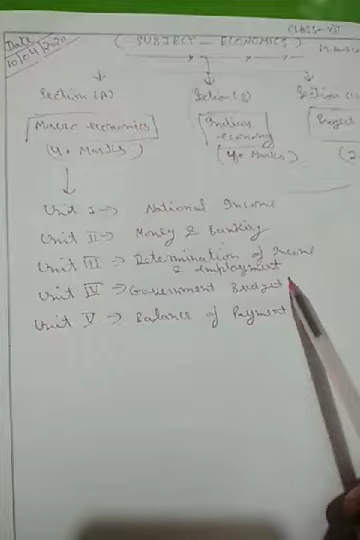 CLASS-XII
Date 10/04/2020
(SUBJECT - ECONOMICS)
Section (A) Section (B) Section (C)
Macro economics Indian economy Project
(40 Marks) (40 Marks) (2
Unit I → National Income
Unit II → Money & Banking
Unit III → Determination of Income & employment
Unit IV → Government Budget
Unit V → Balance of Payment